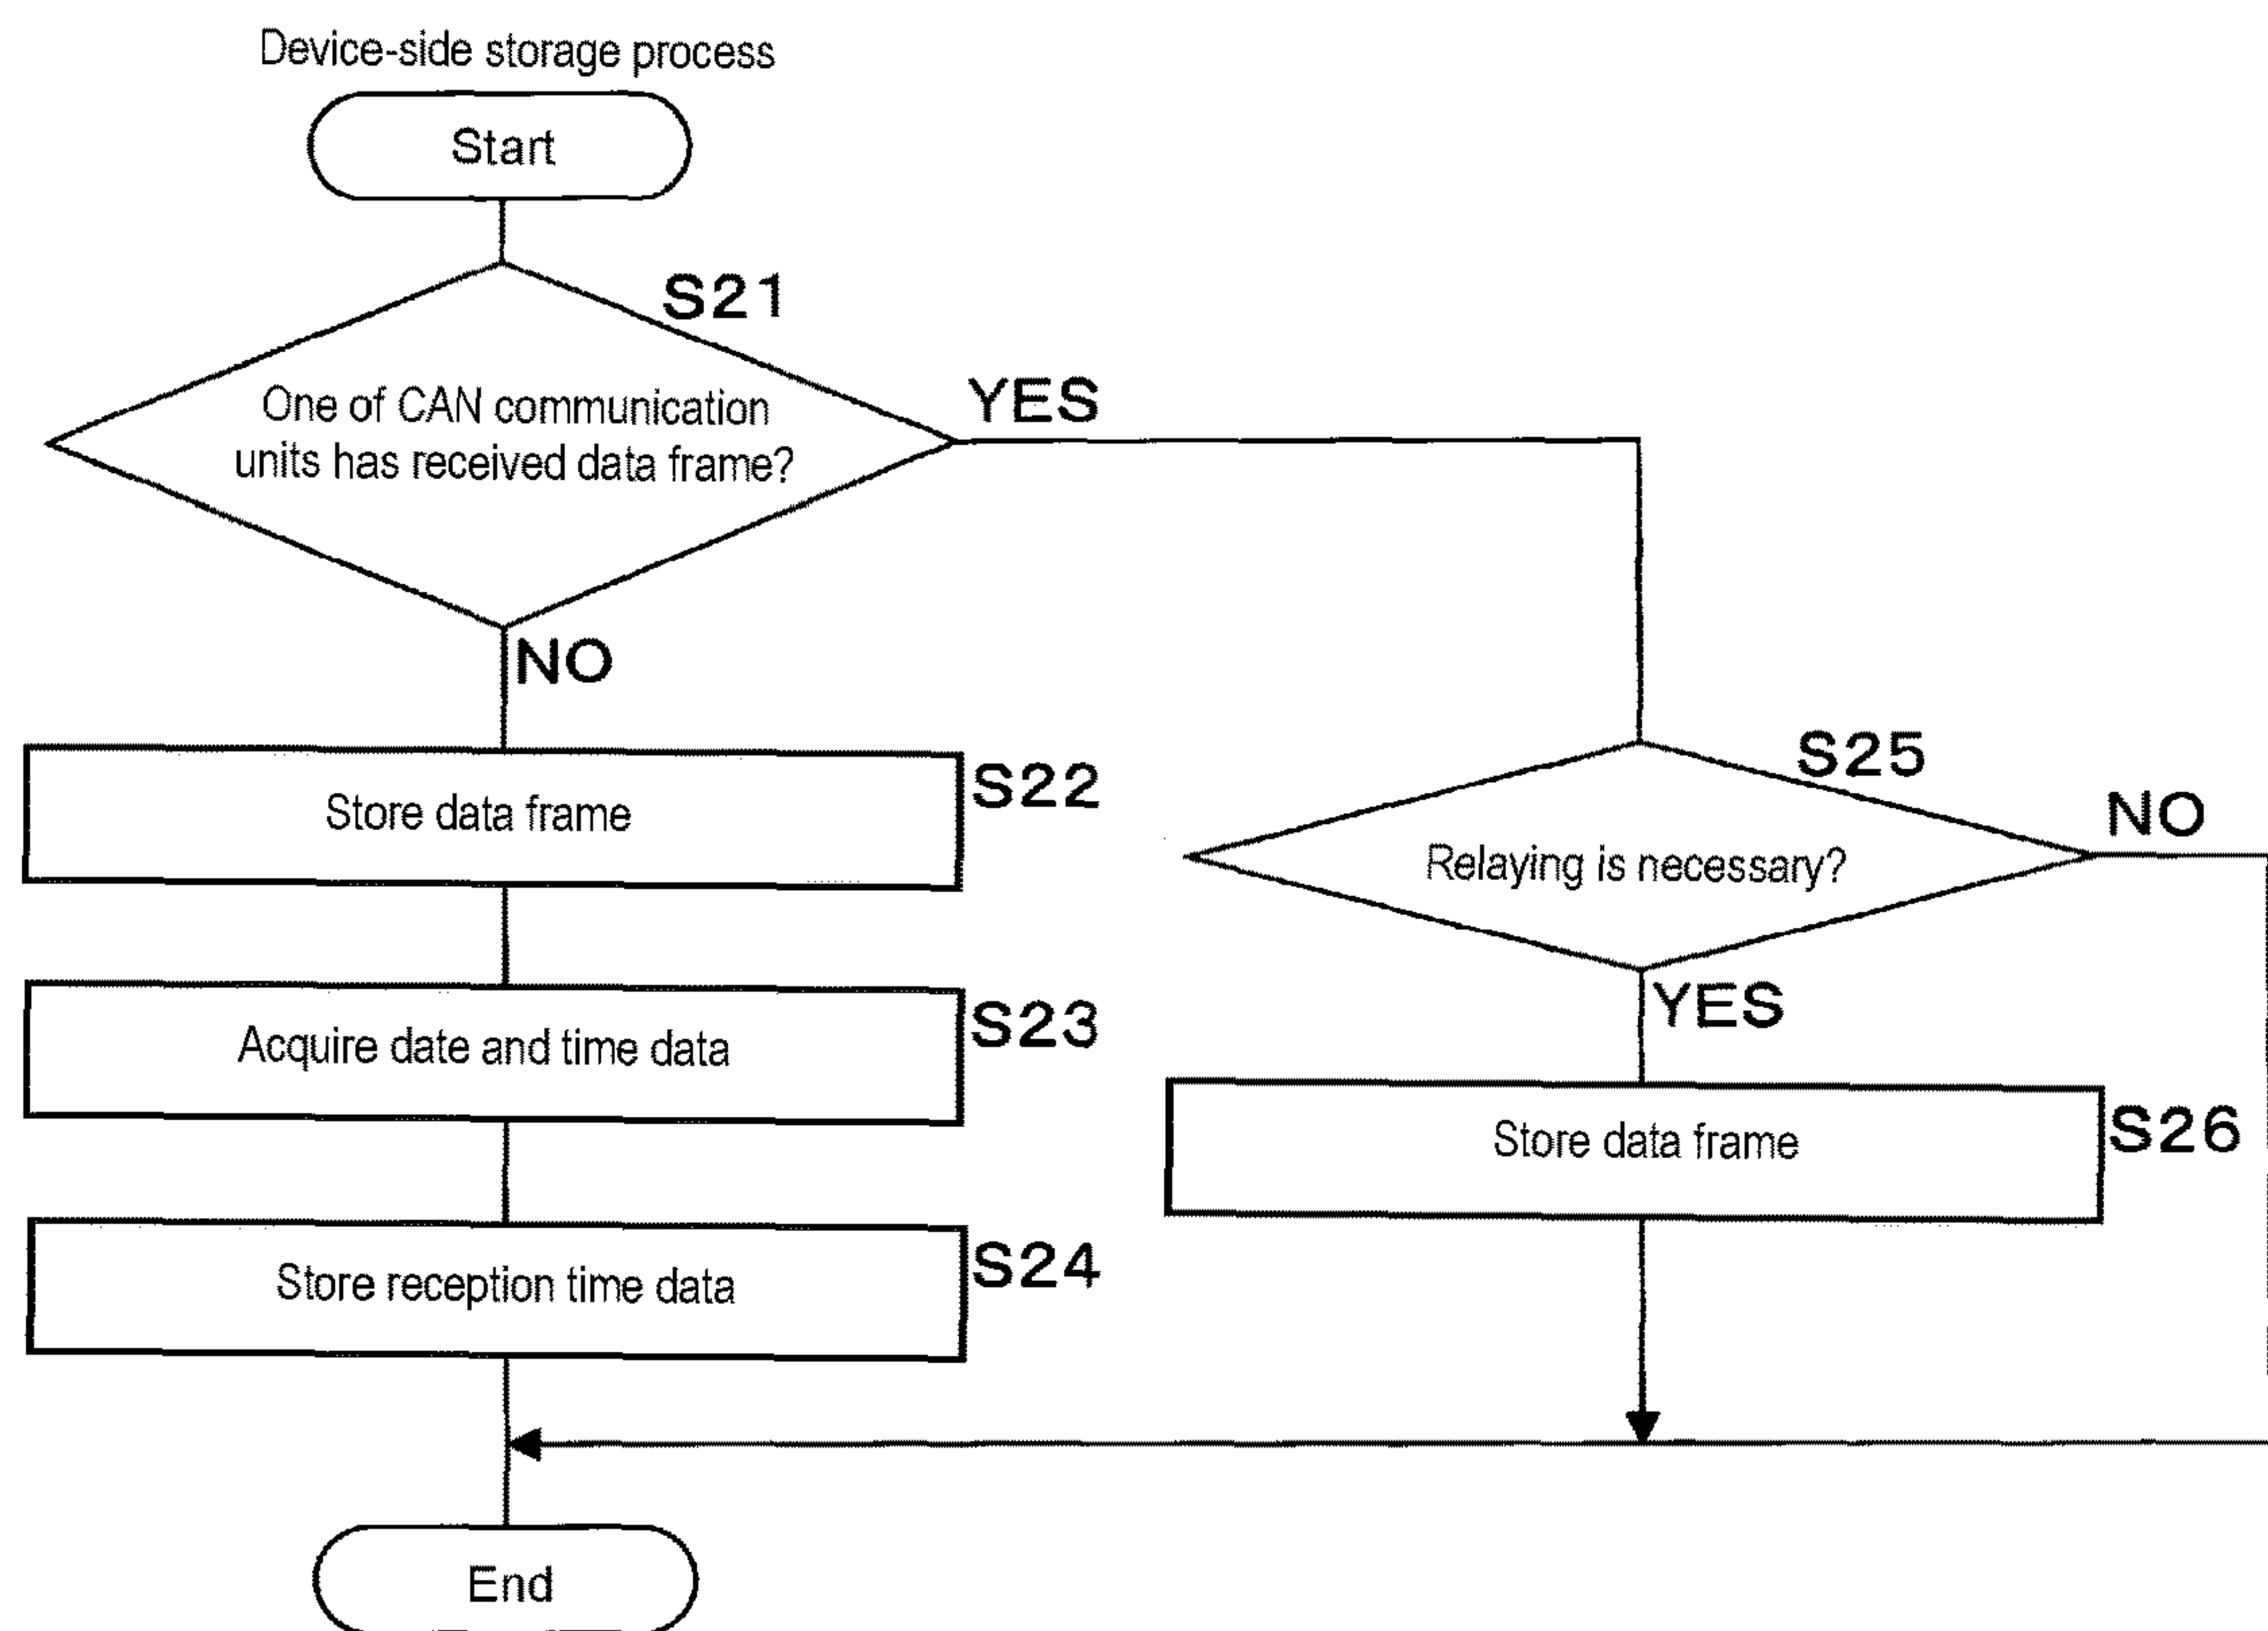 Device-side storage process
Start
S21
One of CAN communication
units has received data frame?
YES
NO
S22
Store data frame
S25
NO
Relaying is necessary?
S23
Acquire date and time data
YES
S26
Store data frame
S24
Store reception time data
End